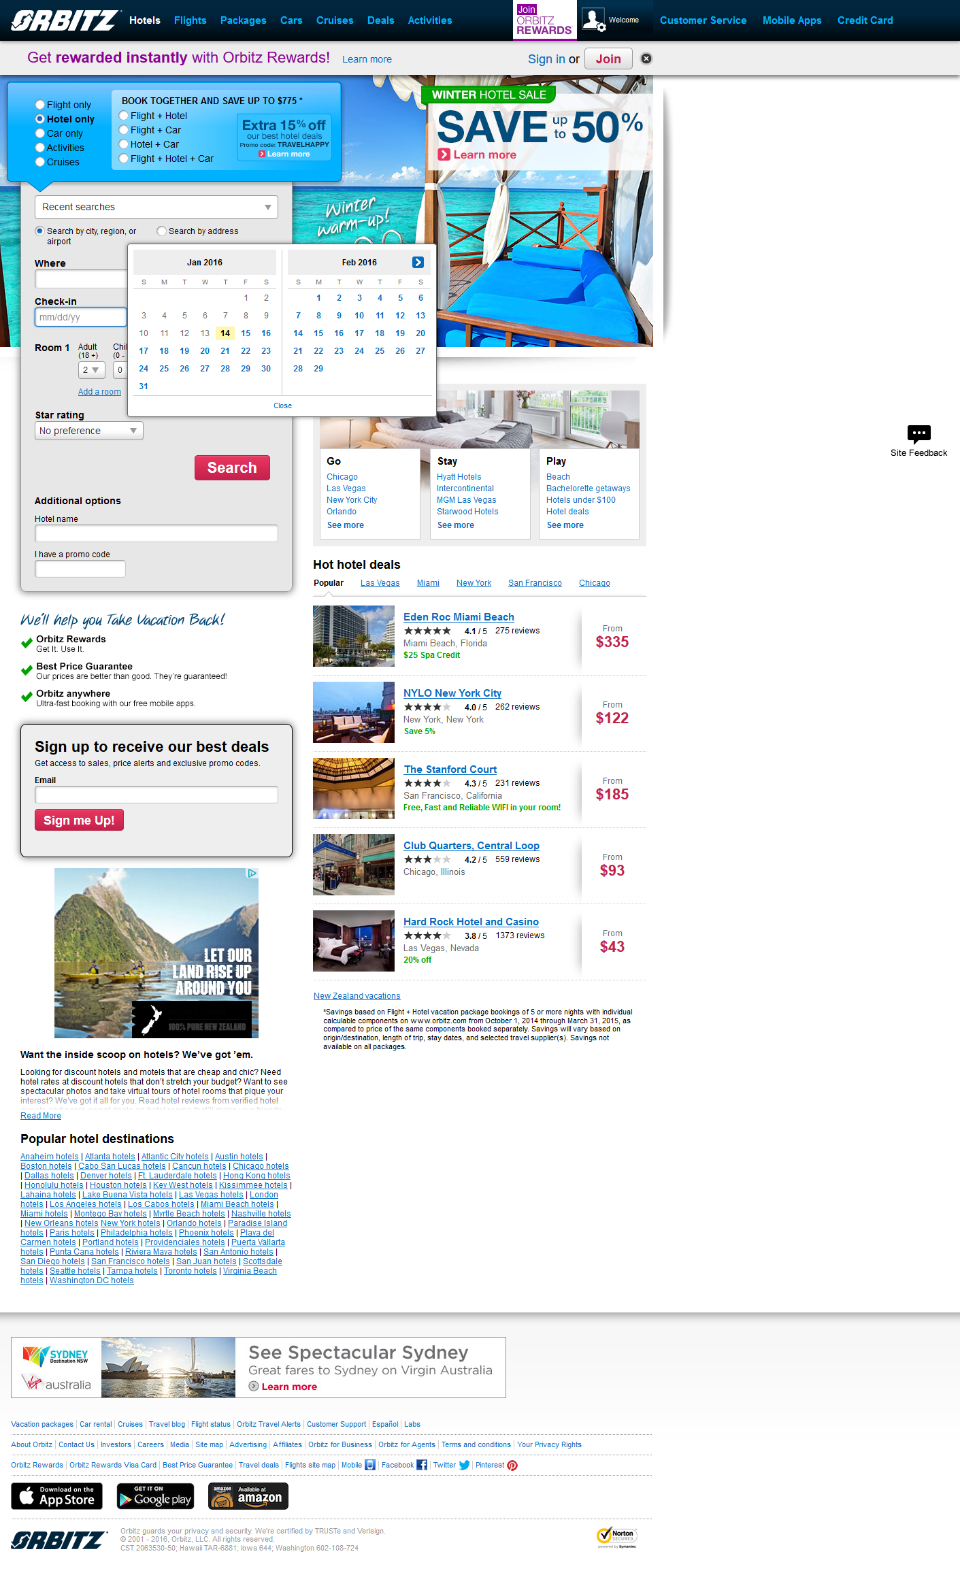 ORBITZ
Hotels Flights Packages Cars Cruises Deals Activities
Join ORBITZ REWARDS
Welcome
Customer Service Mobile Apps Credit Card
Get rewarded instantly with Orbitz Rewards! Learn more
Sign in or Join
Flight only
Hotel only
Car only
Activities
Cruises
BOOK TOGETHER AND SAVE UP TO $775 *
Flight + Hotel
Flight + Car
Hotel + Car
Flight + Hotel + Car
Extra 15% off
our best hotel deals
Promo code: TRAVELHAPPY
Learn more
WINTER HOTEL SALE
SAVE up to 50%
Learn more
Winter warm-up!
Recent searches
Search by city, region, or airport
Search by address
Where
Check-in
mm/dd/yy
Room 1 Adult (18 +)
2 0
Add a room
Jan 2016
S M T W T F S
1 2
3 4 5 6 7 8 9
10 11 12 13 14 15 16
17 18 19 20 21 22 23
24 25 26 27 28 29 30
31
Feb 2016
S M T W T F S
1 2 3 4 5 6
7 8 9 10 11 12 13
14 15 16 17 18 19 20
21 22 23 24 25 26 27
28 29
Close
Star rating
No preference
Search
Additional options
Hotel name
I have a promo code
Go
Chicago
Las Vegas
New York City
Orlando
See more
Stay
Hyatt Hotels
Intercontinental
MGM Las Vegas
Starwood Hotels
See more
Play
Beach
Bachelorette getaways
Hotels under $100
Hotel deals
See more
Site Feedback
Hot hotel deals
Popular Las Vegas Miami New York San Francisco Chicago
Eden Roc Miami Beach
4.1 / 5 275 reviews
Miami Beach, Florida
$25 Spa Credit
From
$335
NYLO New York City
4.0 / 5 262 reviews
New York, New York
Save 5%
From
$122
The Stanford Court
4.3 / 5 231 reviews
San Francisco, California
Free, Fast and Reliable WIFI in your room!
From
$185
Club Quarters, Central Loop
4.2 / 5 559 reviews
Chicago, Illinois
From
$93
Hard Rock Hotel and Casino
3.8 / 5 1373 reviews
Las Vegas, Nevada
20% off
From
$43
New Zealand vacations
*Savings based on Flight + Hotel vacation package bookings of 5 or more nights with individual
calculable components on www.orbitz.com from October 1, 2014 through March 31, 2015, as
compared to price of the same components booked separately. Savings will vary based on
origin/destination, length of trip, stay dates, and selected travel supplier(s). Savings not
available on all packages.
We'll help you Take Vacation Back!
Orbitz Rewards
Get It. Use It.
Best Price Guarantee
Our prices are better than good. They're guaranteed!
Orbitz anywhere
Ultra-fast booking with our free mobile apps.
Sign up to receive our best deals
Get access to sales, price alerts and exclusive promo codes.
Email
Sign me Up!
LET OUR
LAND RISE UP
AROUND YOU
100% PURE NEW ZEALAND
Want the inside scoop on hotels? We've got 'em.
Looking for discount hotels and motels that are cheap and chic? Need
hotel rates at discount hotels that don't stretch your budget? Want to see
spectacular photos and take virtual tours of hotel rooms that pique your
interest? We've got it all for you. Read hotel reviews from verified hotel
Read More
Popular hotel destinations
Anaheim hotels | Atlanta hotels | Atlantic City hotels | Austin hotels |
Boston hotels | Cabo San Lucas hotels | Cancun hotels | Chicago hotels
| Dallas hotels | Denver hotels | Ft. Lauderdale hotels | Hong Kong hotels
| Honolulu hotels | Houston hotels | Key West hotels | Kissimmee hotels |
Lahaina hotels | Lake Buena Vista hotels | Las Vegas hotels | London
hotels | Los Angeles hotels | Los Cabos hotels | Miami Beach hotels |
Miami hotels | Montego Bay hotels | Myrtle Beach hotels | Nashville hotels
| New Orleans hotels New York hotels | Orlando hotels | Paradise Island
hotels | Paris hotels | Philadelphia hotels | Phoenix hotels | Playa del
Carmen hotels | Portland hotels | Providenciales hotels | Puerto Vallarta
hotels | Punta Cana hotels | Riviera Maya hotels | San Antonio hotels |
San Diego hotels | San Francisco hotels | San Juan hotels | Scottsdale
hotels | Seattle hotels | Tampa hotels | Toronto hotels | Virginia Beach
hotels | Washington DC hotels
SYDNEY
Destination NSW
Virgin australia
See Spectacular Sydney
Great fares to Sydney on Virgin Australia
Learn more
Vacation packages | Car rental | Cruises | Travel blog | Flight status | Orbitz Travel Alerts | Customer Support | Español | Labs
About Orbitz | Contact Us | Investors | Careers | Media | Site map | Advertising | Affiliates | Orbitz for Business | Orbitz for Agents | Terms and conditions | Your Privacy Rights
Orbitz Rewards | Orbitz Rewards Visa Card | Best Price Guarantee | Travel deals | Flights site map | Mobile | Facebook | Twitter | Pinterest
Download on the App Store
GET IT ON Google play
Available at amazon
ORBITZ
Orbitz guards your privacy and security. We're certified by TRUSTe and Verisign.
© 2001 - 2016, Orbitz, LLC. All rights reserved.
CST 2063530-50; Hawaii TAR-6881; Iowa 644; Washington 602-108-724
Norton
SECURED
powered by Symantec